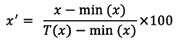 x′ = x − min (x) / T(x) − min (x) ×100